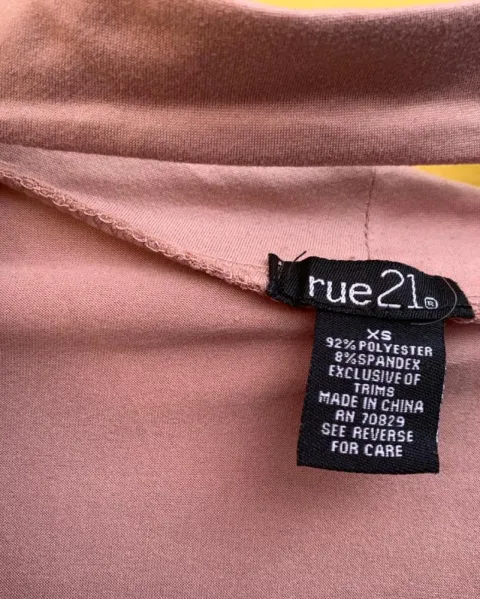 rue21®
XS
92% POLYESTER
8% SPANDEX
EXCLUSIVE OF
TRIMS
MADE IN CHINA
RN 70829
SEE REVERSE
FOR CARE